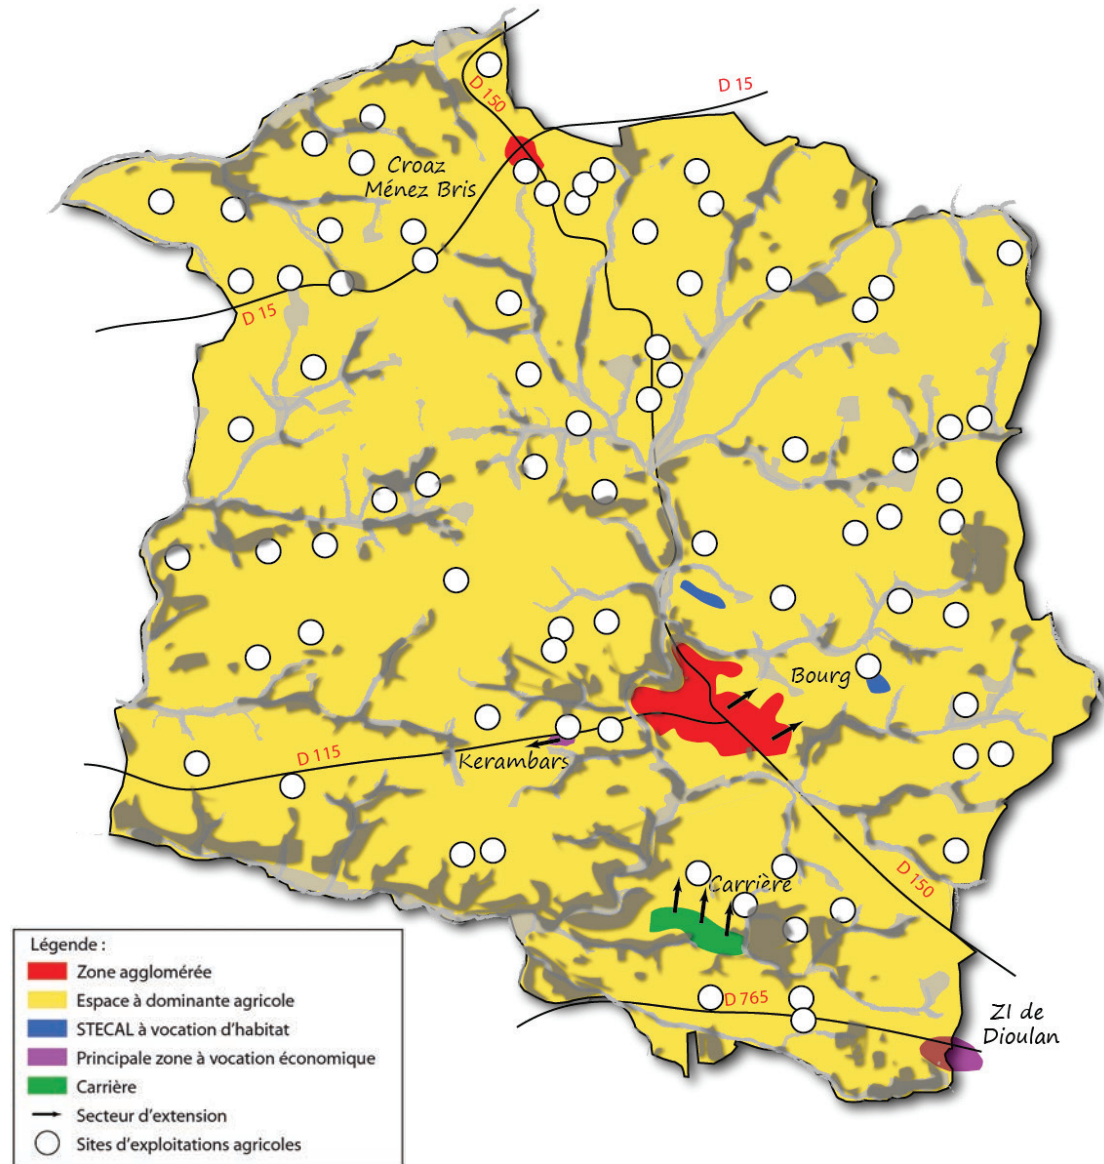 D 150
D 15
Croaz
Ménez Bris
D 15
Bourg
D 115
Kerambars
Carrière
D 150
D 765
ZI de
Dioulan
Légende :
Zone agglomérée
Espace à dominante agricole
STECAL à vocation d'habitat
Principale zone à vocation économique
Carrière
Secteur d'extension
Sites d'exploitations agricoles